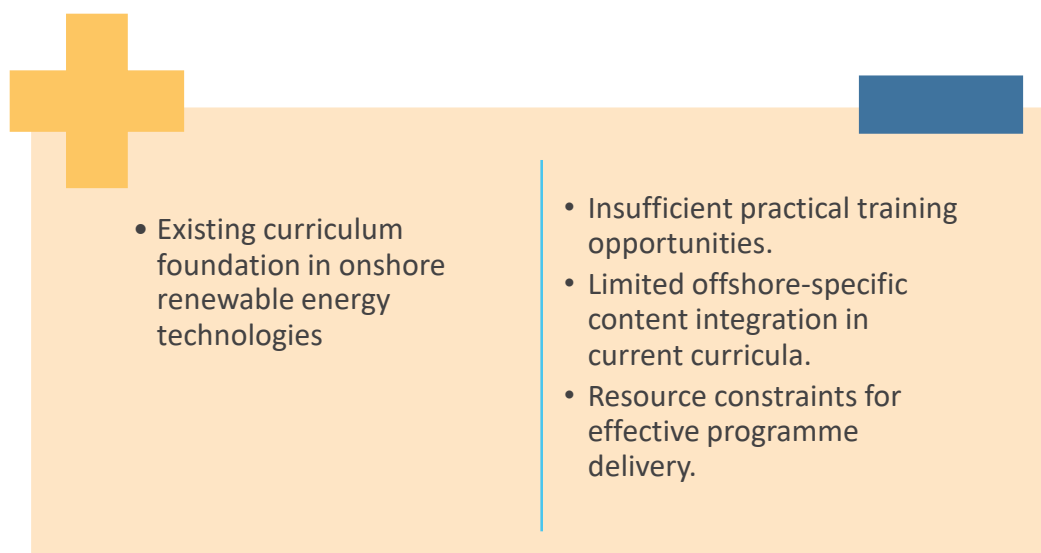 • Existing curriculum
foundation in onshore
renewable energy
technologies
• Insufficient practical training
opportunities.
• Limited offshore-specific
content integration in
current curricula.
• Resource constraints for
effective programme
delivery.